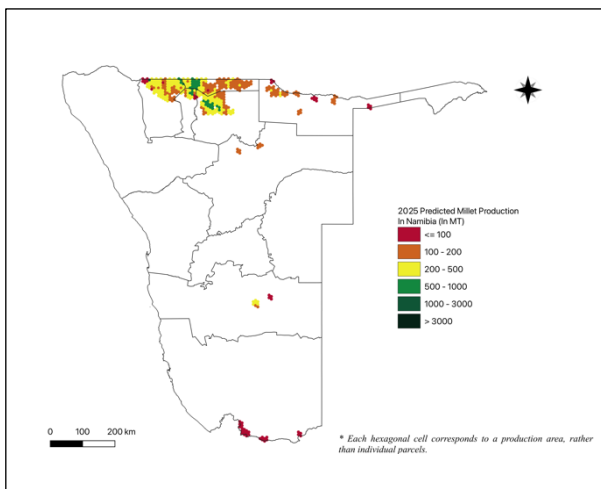 2025 Predicted Millet Production
In Namibia (In MT)
<= 100
100 - 200
200 - 500
500 - 1000
1000 - 3000
> 3000
0 100 200 km
* Each hexagonal cell corresponds to a production area, rather
than individual parcels.